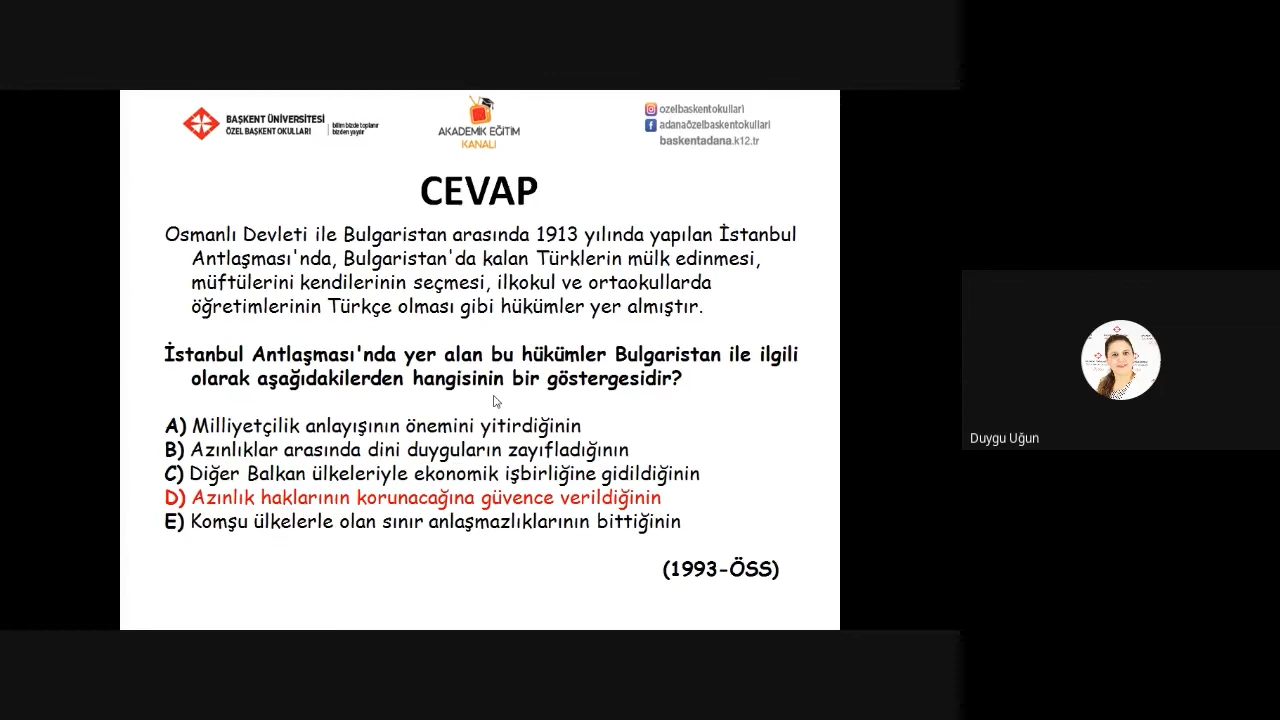 BAŞKENT ÜNİVERSİTESİ
ÖZEL BAŞKENT OKULLARI
bilim bizde toplanır
bizden yayılır
AKADEMİK EĞİTİM
KANALI
ozelbaskentokullari
adanaözelbaskentokullari
baskentadana.k12.tr
CEVAP
Osmanlı Devleti ile Bulgaristan arasında 1913 yılında yapılan İstanbul
Antlaşması'nda, Bulgaristan'da kalan Türklerin mülk edinmesi,
müftülerini kendilerinin seçmesi, ilkokul ve ortaokullarda
öğretimlerinin Türkçe olması gibi hükümler yer almıştır.
İstanbul Antlaşması'nda yer alan bu hükümler Bulgaristan ile ilgili
olarak aşağıdakilerden hangisinin bir göstergesidir?
A) Milliyetçilik anlayışının önemini yitirdiğinin
B) Azınlıklar arasında dini duyguların zayıfladığının
C) Diğer Balkan ülkeleriyle ekonomik işbirliğine gidildiğinin
D) Azınlık haklarının korunacağına güvence verildiğinin
E) Komşu ülkelerle olan sınır anlaşmazlıklarının bittiğinin
(1993-ÖSS)
Duygu Uğun